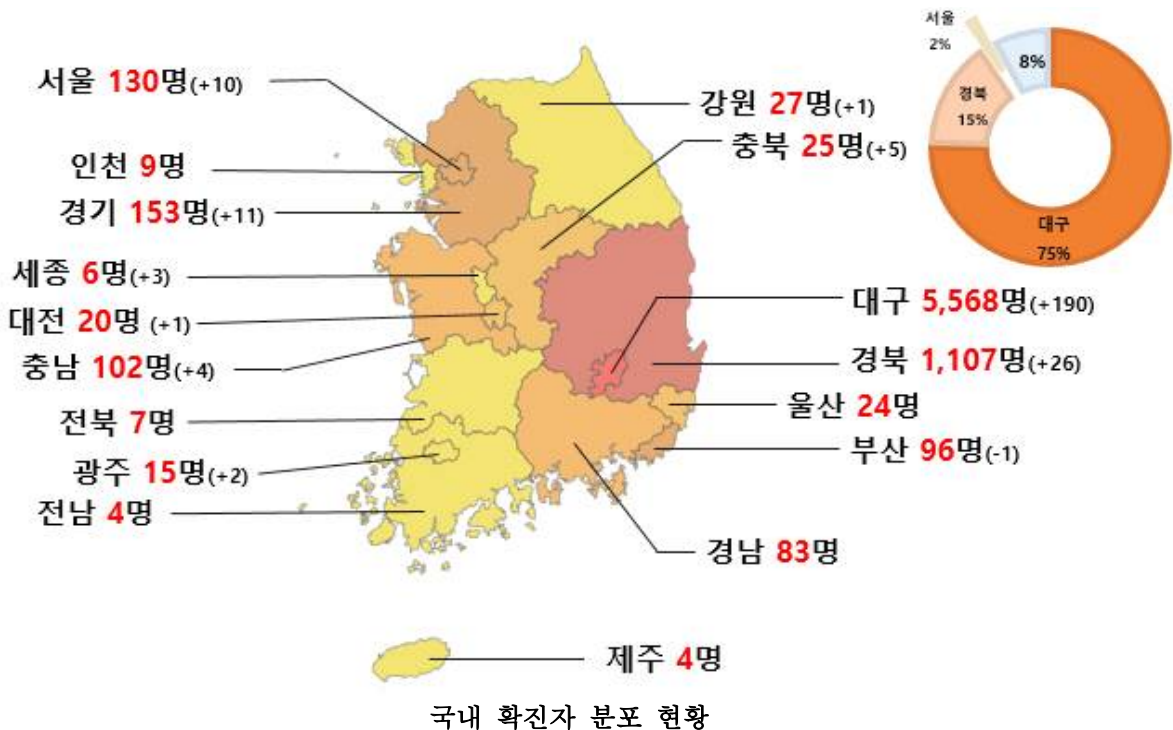 서울 130명(+10)
인천 9명
경기 153명(+11)
세종 6명(+3)
대전 20명 (+1)
충남 102명(+4)
전북 7명
광주 15명(+2)
전남 4명
강원 27명(+1)
충북 25명(+5)
대구 5,568명(+190)
경북 1,107명(+26)
울산 24명
부산 96명(-1)
경남 83명
제주 4명
서울
2%
8%
경북
15%
대구
75%
국내 확진자 분포 현황